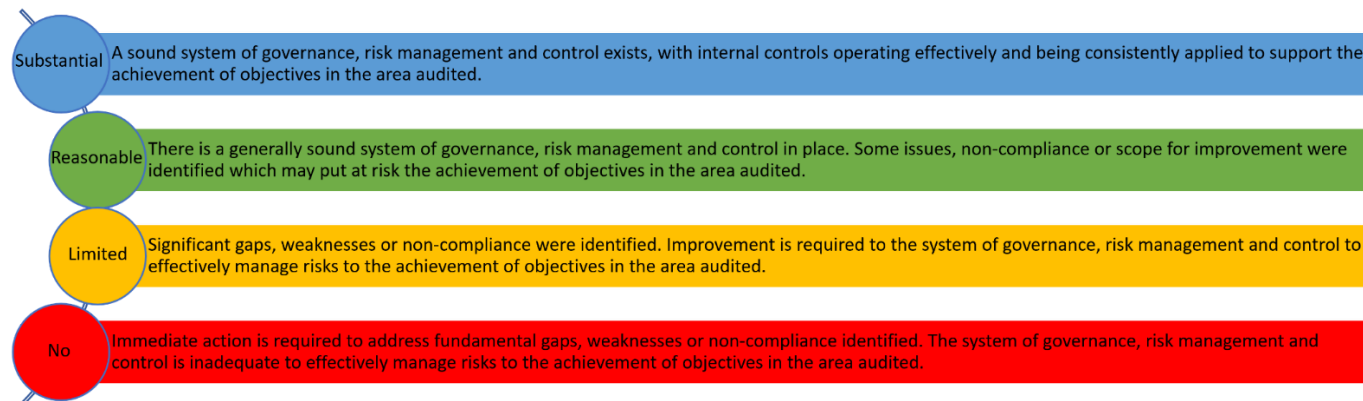 Substantial
A sound system of governance, risk management and control exists, with internal controls operating effectively and being consistently applied to support the
achievement of objectives in the area audited.
Reasonable
There is a generally sound system of governance, risk management and control in place. Some issues, non-compliance or scope for improvement were
identified which may put at risk the achievement of objectives in the area audited.
Limited
Significant gaps, weaknesses or non-compliance were identified. Improvement is required to the system of governance, risk management and control to
effectively manage risks to the achievement of objectives in the area audited.
No
Immediate action is required to address fundamental gaps, weaknesses or non-compliance identified. The system of governance, risk management and
control is inadequate to effectively manage risks to the achievement of objectives in the area audited.